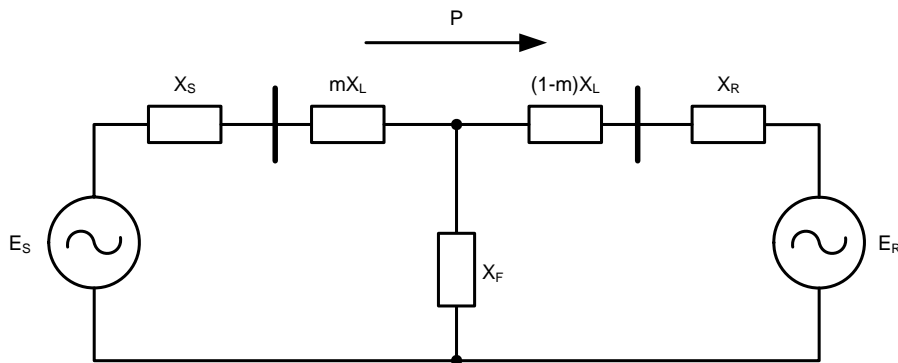 P
X_S
mX_L
(1-m)X_L
X_R
E_S
X_F
E_R